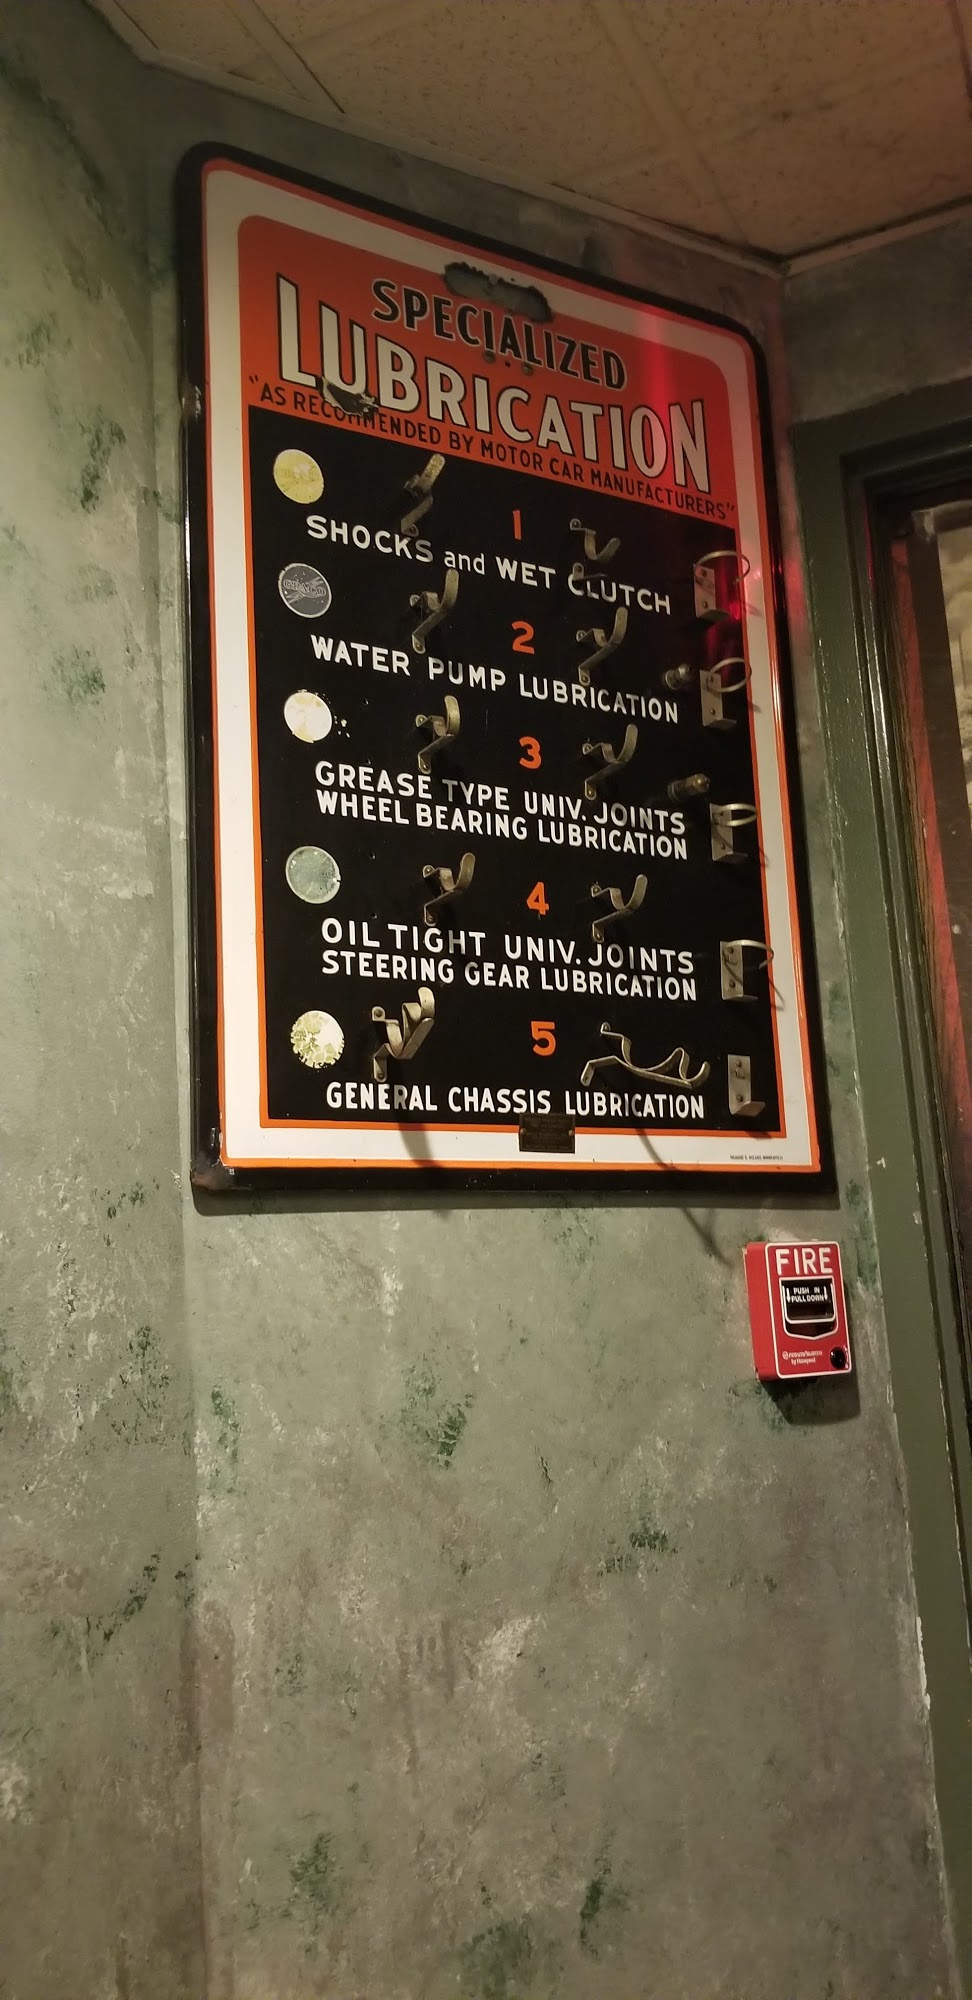 SPECIALIZED
LUBRICATION
"AS RECOMMENDED BY MOTOR CAR MANUFACTURERS"
1
SHOCKS and WET CLUTCH
2
WATER PUMP LUBRICATION
3
GREASE TYPE UNIV. JOINTS
WHEEL BEARING LUBRICATION
4
OIL TIGHT UNIV. JOINTS
STEERING GEAR LUBRICATION
5
GENERAL CHASSIS LUBRICATION
FIRE
PUSH IN
PULL DOWN
by Honeywell